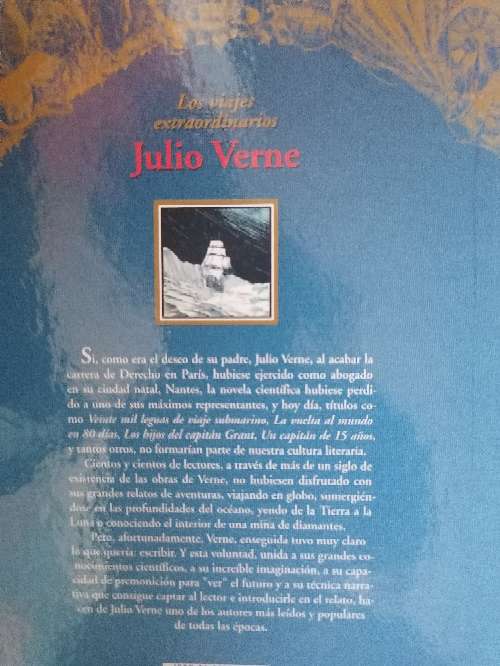 Los viajes
extraordinarios
Julio Verne
Si, como era el deseo de su padre, Julio Verne, al acabar la
carrera de Derecho en París, hubiese ejercido como abogado
en su ciudad natal, Nantes, la novela científica hubiese perdi-
do a uno de sus máximos representantes, y hoy día, títulos co-
mo Veinte mil leguas de viaje submarino, La vuelta al mundo
en 80 días, Los hijos del capitán Grant, Un capitán de 15 años,
y tantos otros, no formarían parte de nuestra cultura literaria.
Cientos y cientos de lectores, a través de más de un siglo de
existencia de las obras de Verne, no hubiesen disfrutado con
sus grandes relatos de aventuras, viajando en globo, sumergién-
dose en las profundidades del océano, yendo de la Tierra a la
Luna o conociendo el interior de una mina de diamantes.
Pero, afortunadamente, Verne, enseguida tuvo muy claro
lo que quería: escribir. Y esta voluntad, unida a sus grandes co-
nocimientos científicos, a su increíble imaginación, a su capa-
cidad de premonición para "ver" el futuro y a su técnica narra-
tiva que consigue captar al lector e introducirle en el relato, ha-
cen de Julio Verne uno de los autores más leídos y populares
de todas las épocas.